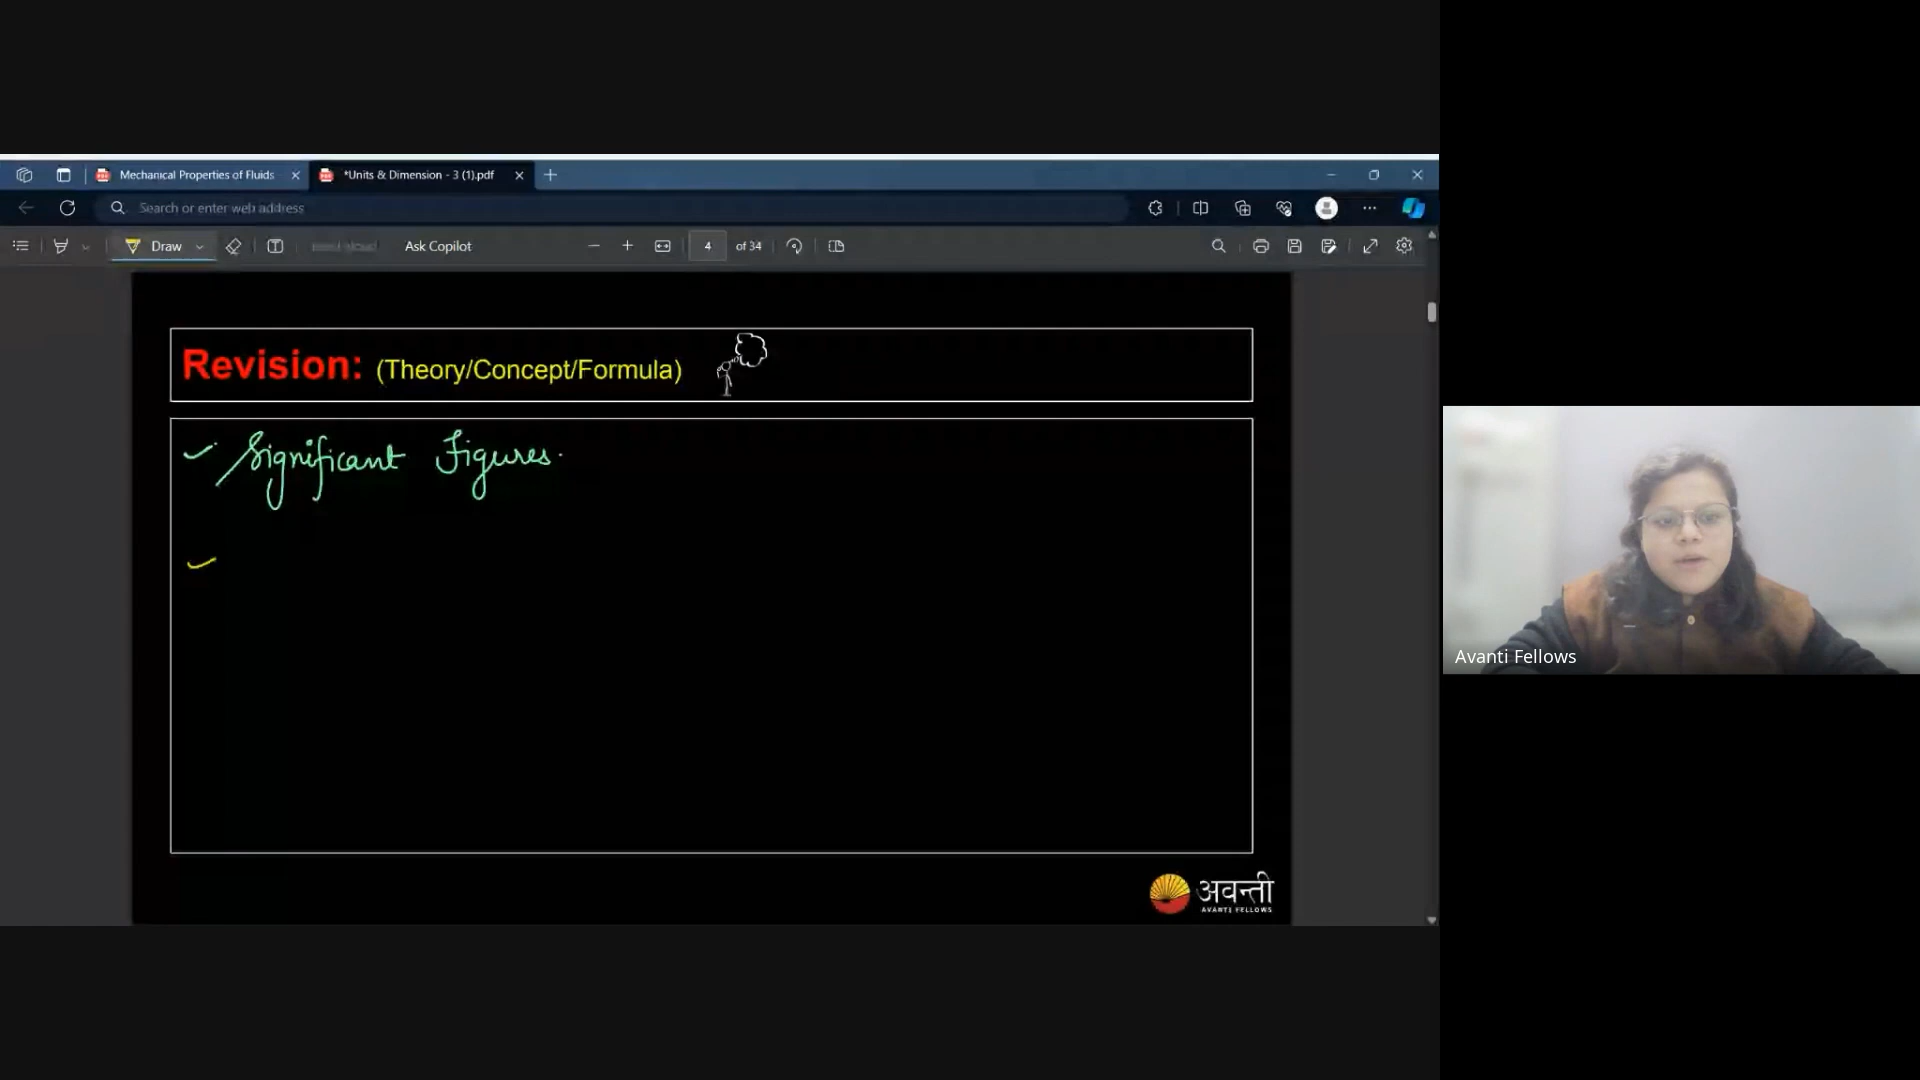 Mechanical Properties of Fluids
*Units & Dimension - 3 (1).pdf
Search or enter web address
Draw
Ask Copilot
4 of 34
Revision: (Theory/Concept/Formula)
Significant Figures.
Avanti Fellows
अवन्ती
AVANTI FELLOWS